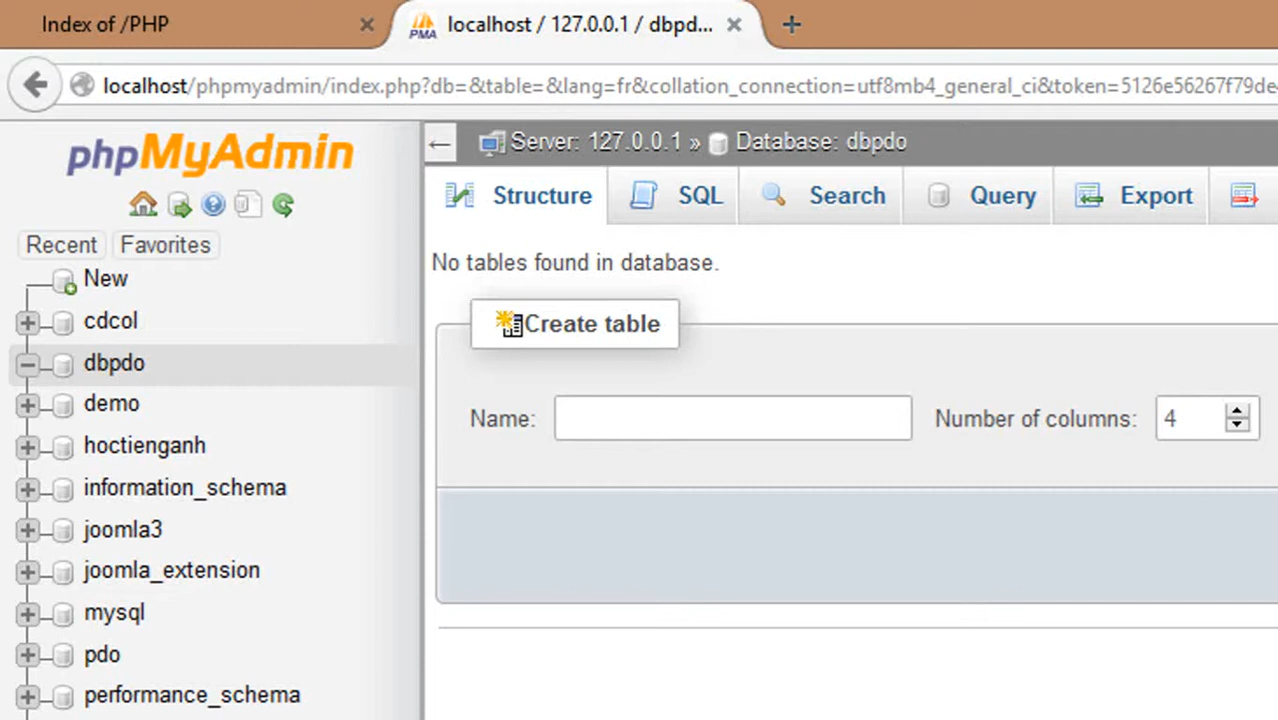 Index of /PHP
PMA
localhost / 127.0.0.1 / dbpd...
localhost/phpmyadmin/index.php?db=&table=&lang=fr&collation_connection=utf8mb4_general_ci&token=5126e56267f79de
phpMyAdmin
Server: 127.0.0.1 » Database: dbpdo
Structure SQL Search Query Export
Recent Favorites
No tables found in database.
New
cdcol
Create table
dbpdo
demo
Name: Number of columns: 4
hoctienganh
information_schema
joomla3
joomla_extension
mysql
pdo
performance_schema